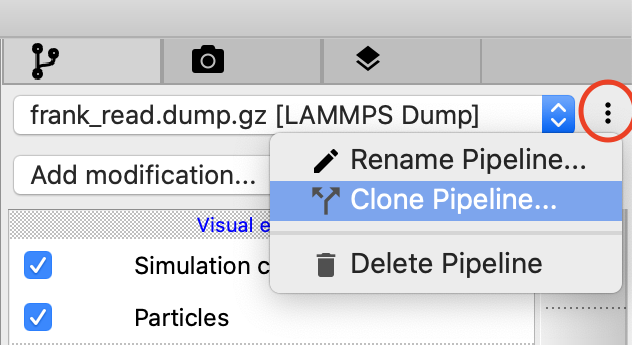 frank_read.dump.gz [LAMMPS Dump]
Rename Pipeline...
Add modification...
Clone Pipeline...
Visual e
Delete Pipeline
Simulation c
Particles